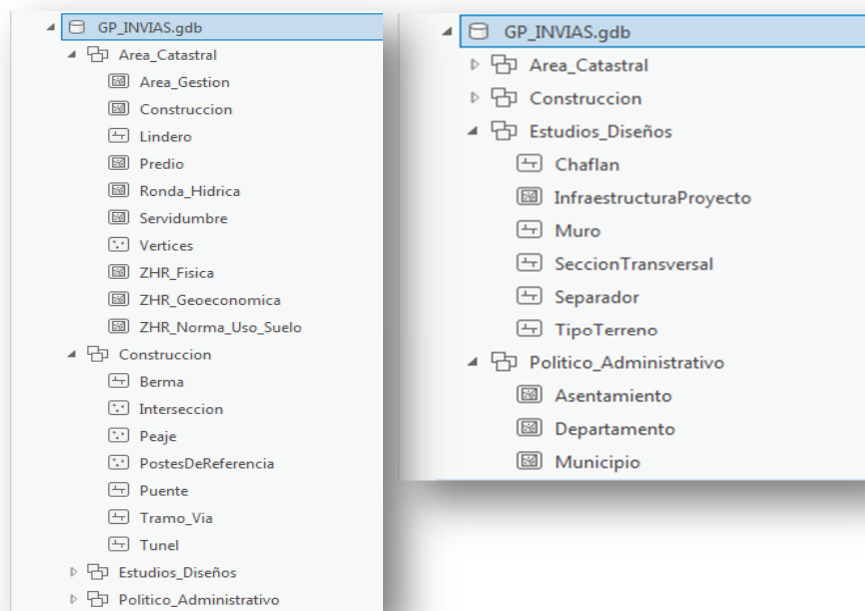 GP_INVIAS.gdb
Area_Catastral
Area_Gestion
Construccion
Lindero
Predio
Ronda_Hidrica
Servidumbre
Vertices
ZHR_Fisica
ZHR_Geoeconomica
ZHR_Norma_Uso_Suelo
Construccion
Berma
Interseccion
Peaje
PostesDeReferencia
Puente
Tramo_Via
Tunel
Estudios_Diseños
Politico_Administrativo
GP_INVIAS.gdb
Area_Catastral
Construccion
Estudios_Diseños
Chaflan
InfraestructuraProyecto
Muro
SeccionTransversal
Separador
TipoTerreno
Politico_Administrativo
Asentamiento
Departamento
Municipio